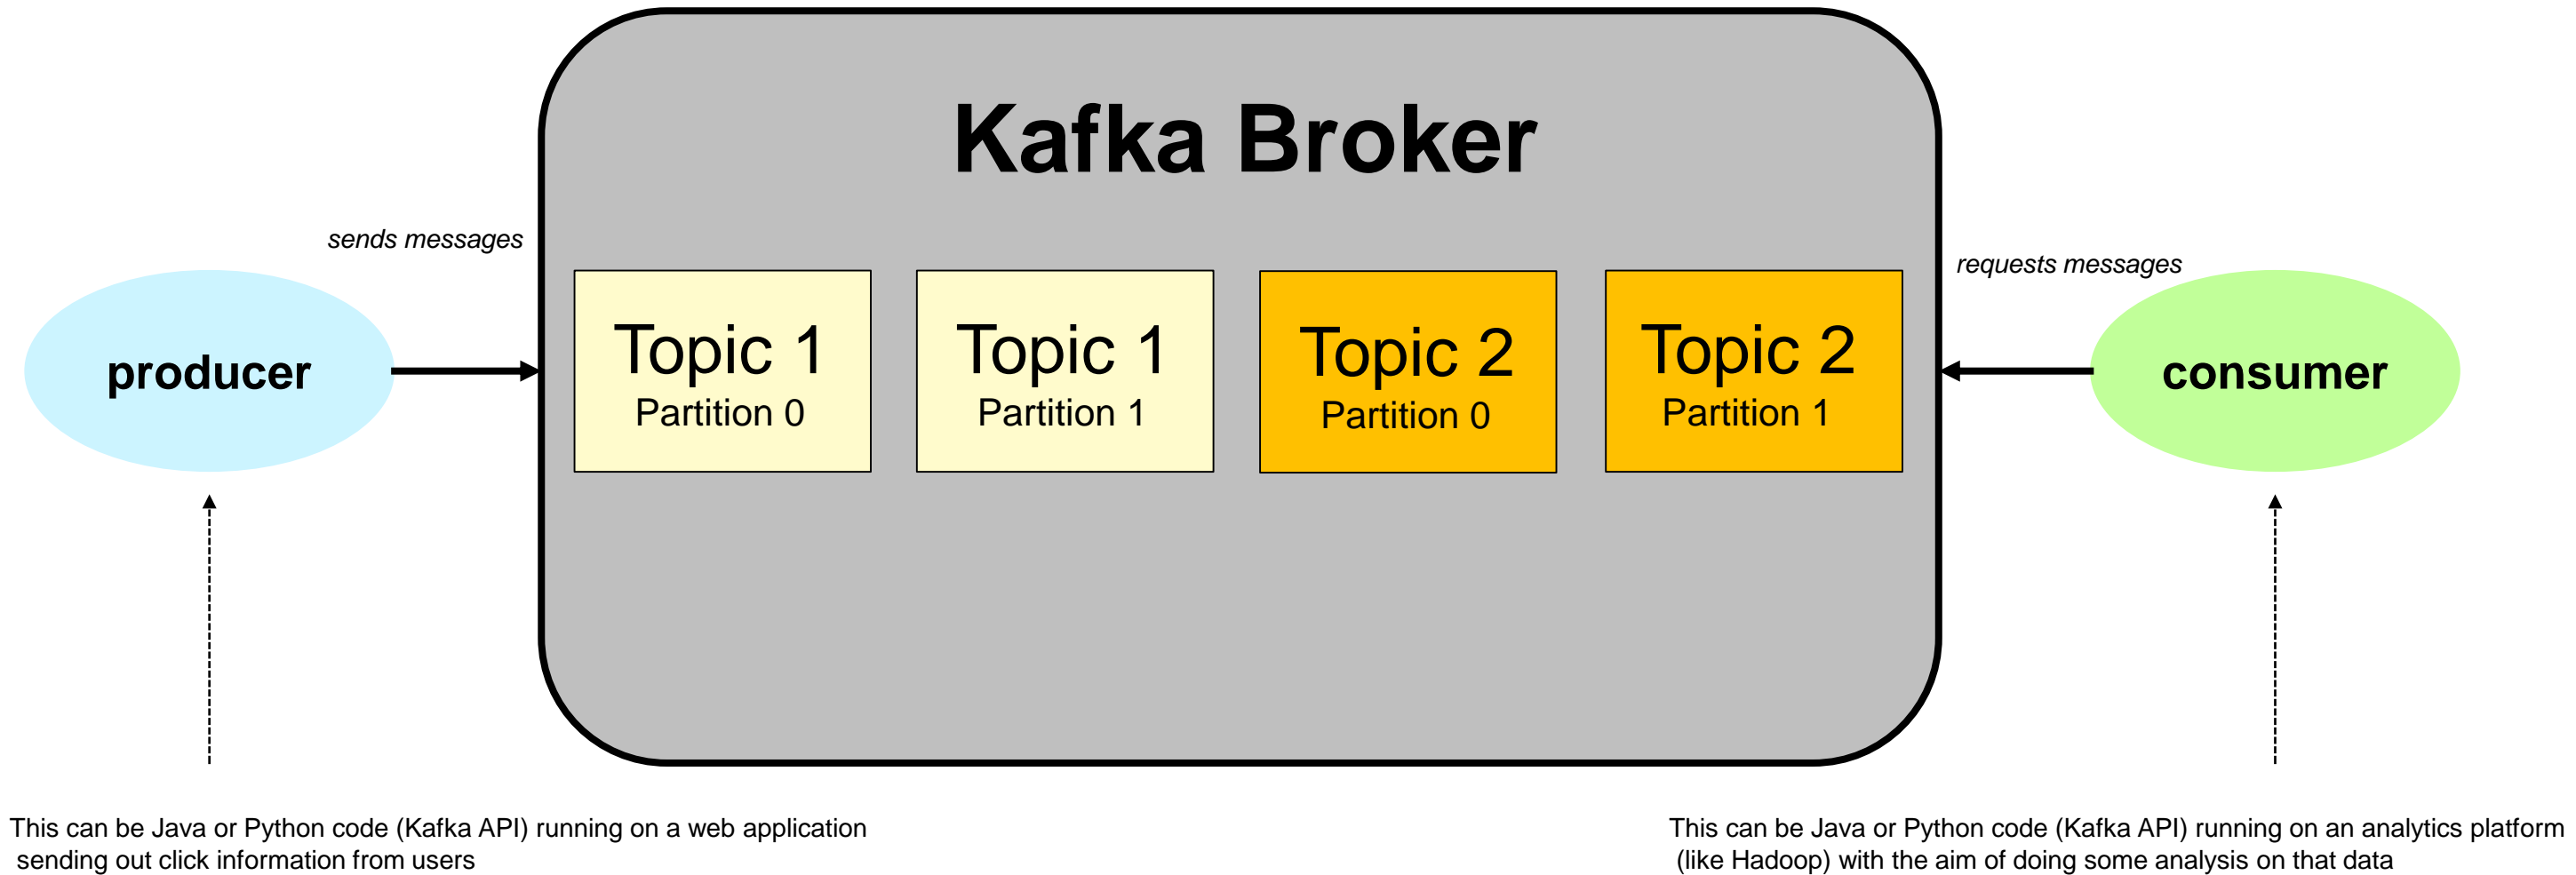 Kafka Broker
sends messages
requests messages
producer
Topic 1
Partition 0
Topic 1
Partition 1
Topic 2
Partition 0
Topic 2
Partition 1
consumer
This can be Java or Python code (Kafka API) running on a web application
sending out click information from users
This can be Java or Python code (Kafka API) running on an analytics platform
(like Hadoop) with the aim of doing some analysis on that data